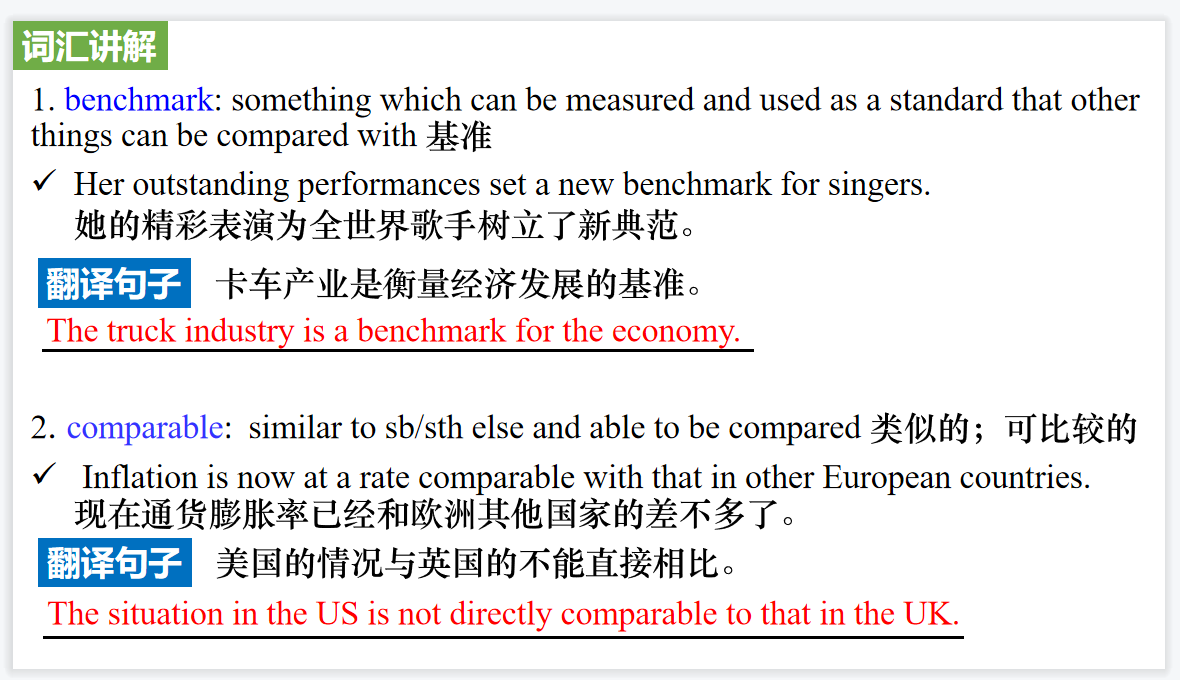 词汇讲解
1. benchmark: something which can be measured and used as a standard that other
things can be compared with 基准
✓ Her outstanding performances set a new benchmark for singers.
她的精彩表演为全世界歌手树立了新典范。
翻译句子 卡车产业是衡量经济发展的基准。
The truck industry is a benchmark for the economy.
2. comparable: similar to sb/sth else and able to be compared 类似的；可比较的
✓ Inflation is now at a rate comparable with that in other European countries.
现在通货膨胀率已经和欧洲其他国家的差不多了。
翻译句子 美国的情况与英国的不能直接相比。
The situation in the US is not directly comparable to that in the UK.